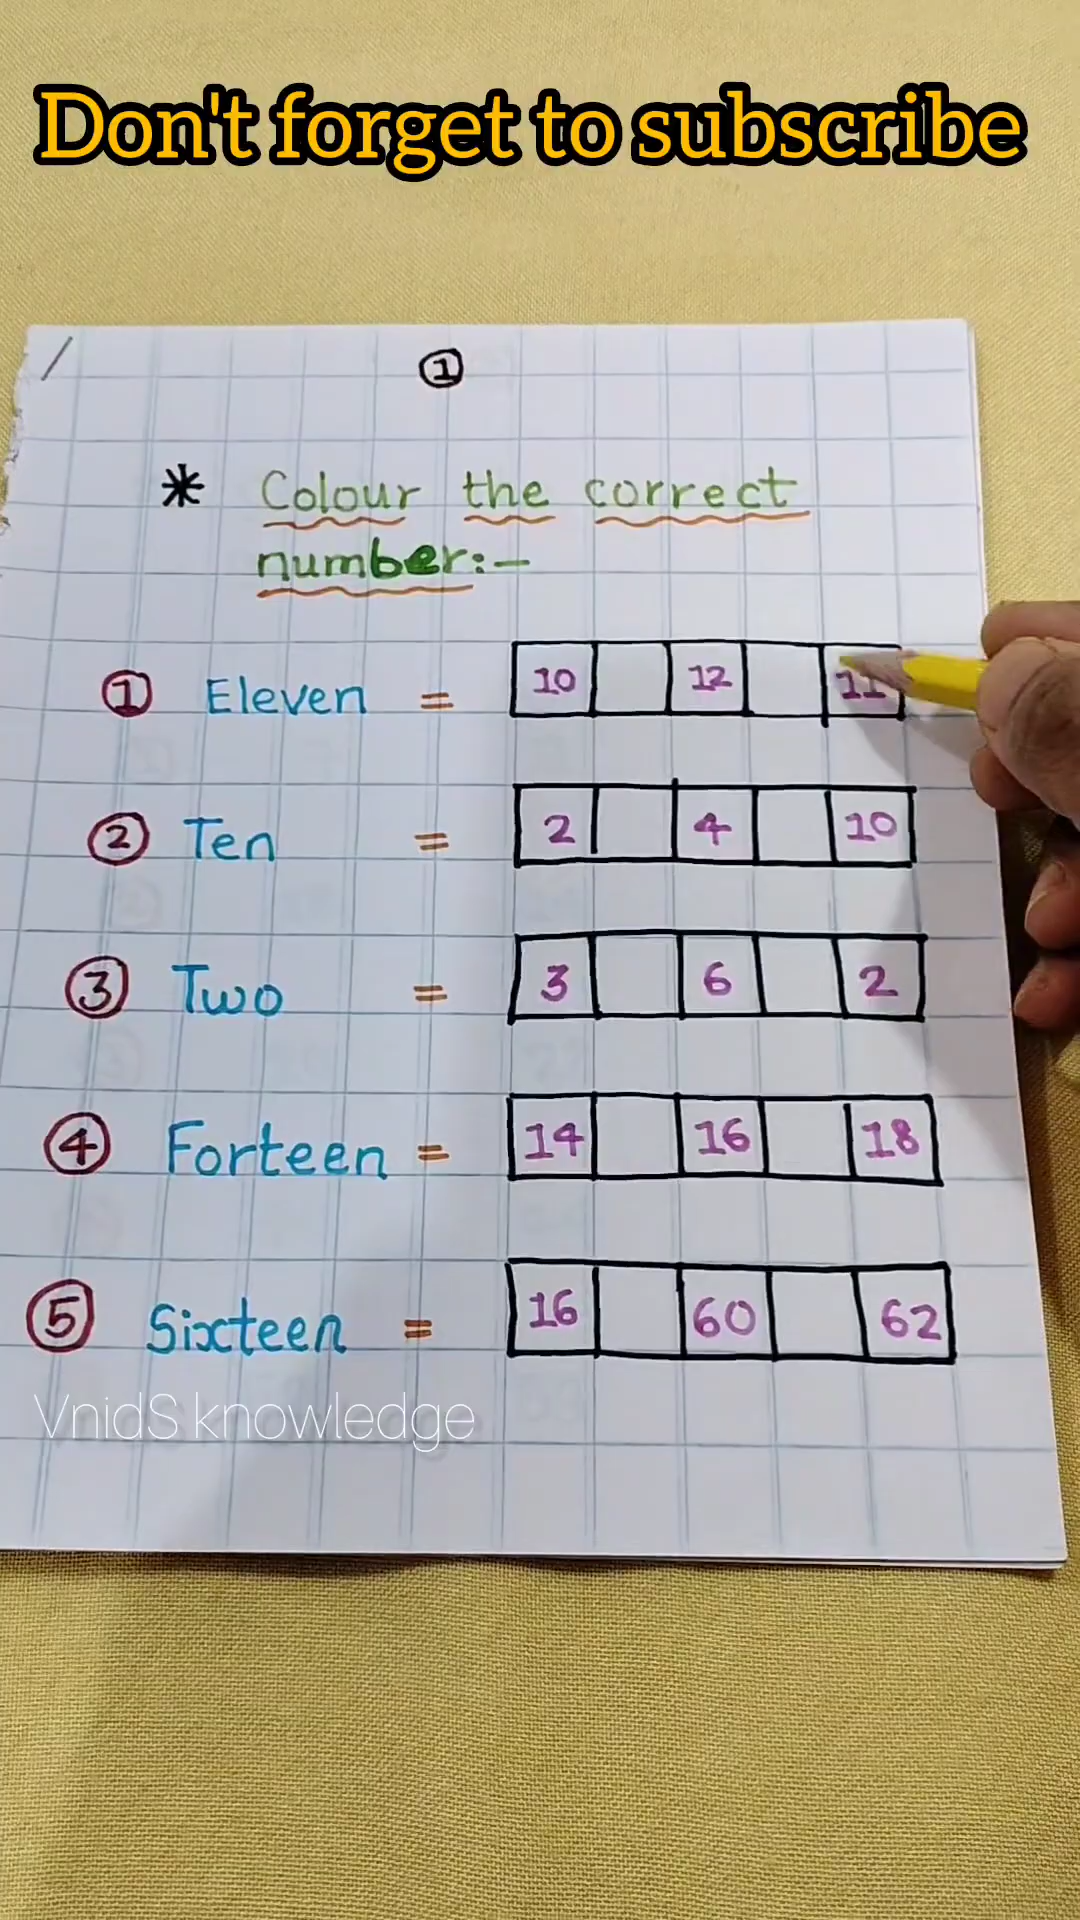 Don't forget to subscribe
1
* Colour the correct
number:-
1 Eleven = 10 12 11
2 Ten = 2 4 10
3 Two = 3 6 2
4 Forteen = 14 16 18
5 Sixteen = 16 60 62
VnidS knowledge